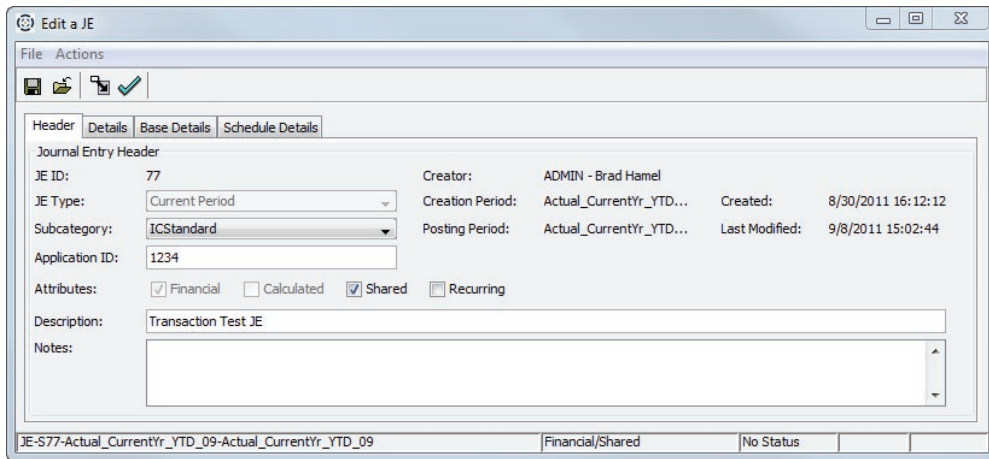 Edit a JE
File Actions
Header Details Base Details Schedule Details
Journal Entry Header
JE ID: 77 Creator: ADMIN - Brad Hamel
JE Type: Current Period Creation Period: Actual_CurrentYr_YTD... Created: 8/30/2011 16:12:12
Subcategory: ICStandard Posting Period: Actual_CurrentYr_YTD... Last Modified: 9/8/2011 15:02:44
Application ID: 1234
Attributes: Financial Calculated Shared Recurring
Description: Transaction Test JE
Notes:
JE-S77-Actual_CurrentYr_YTD_09-Actual_CurrentYr_YTD_09 Financial/Shared No Status